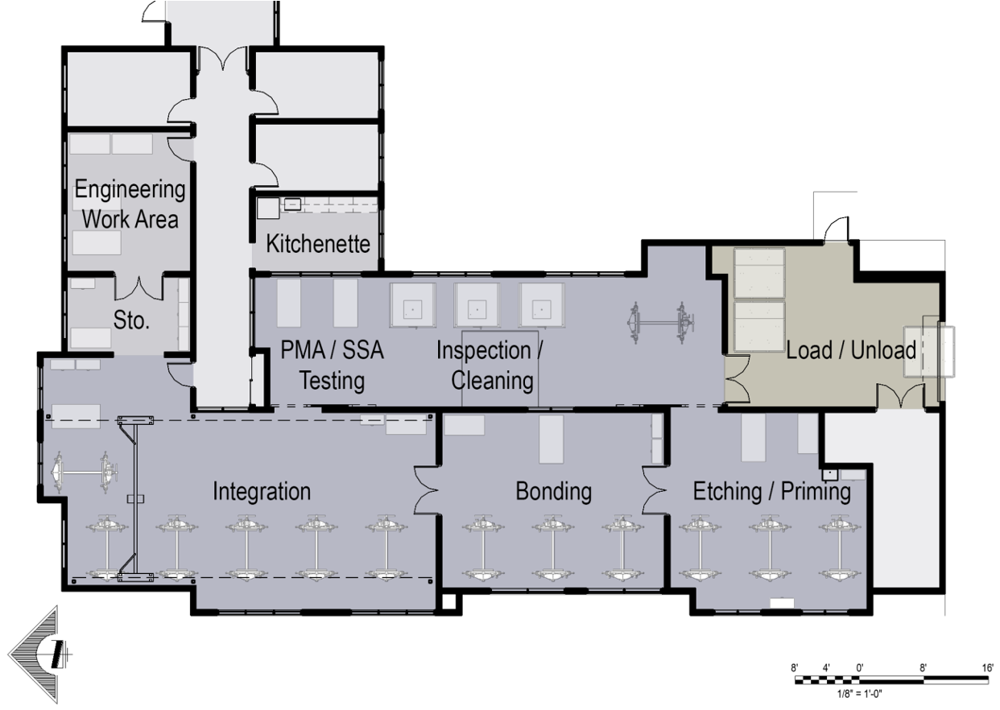 Engineering
Work Area
Kitchenette
Sto.
PMA / SSA
Testing
Inspection /
Cleaning
Load / Unload
Integration
Bonding
Etching / Priming
8' 4' 0' 8' 16'
1/8" = 1'-0"